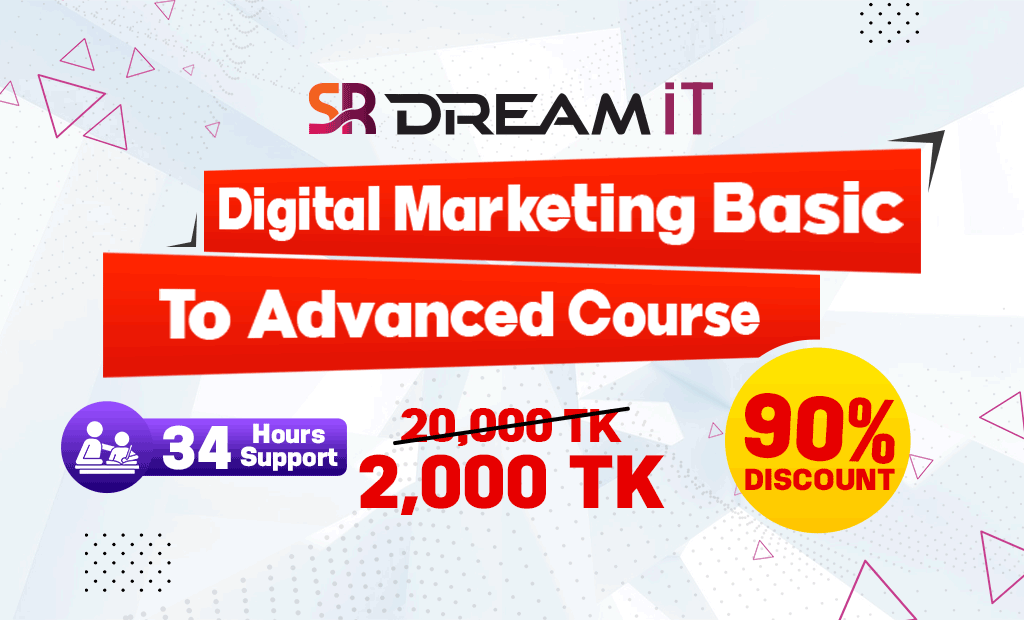 SR DREAM iT
Digital Marketing Basic
To Advanced Course
34 Hours
Support
20,000 TK
2,000 TK
90%
DISCOUNT